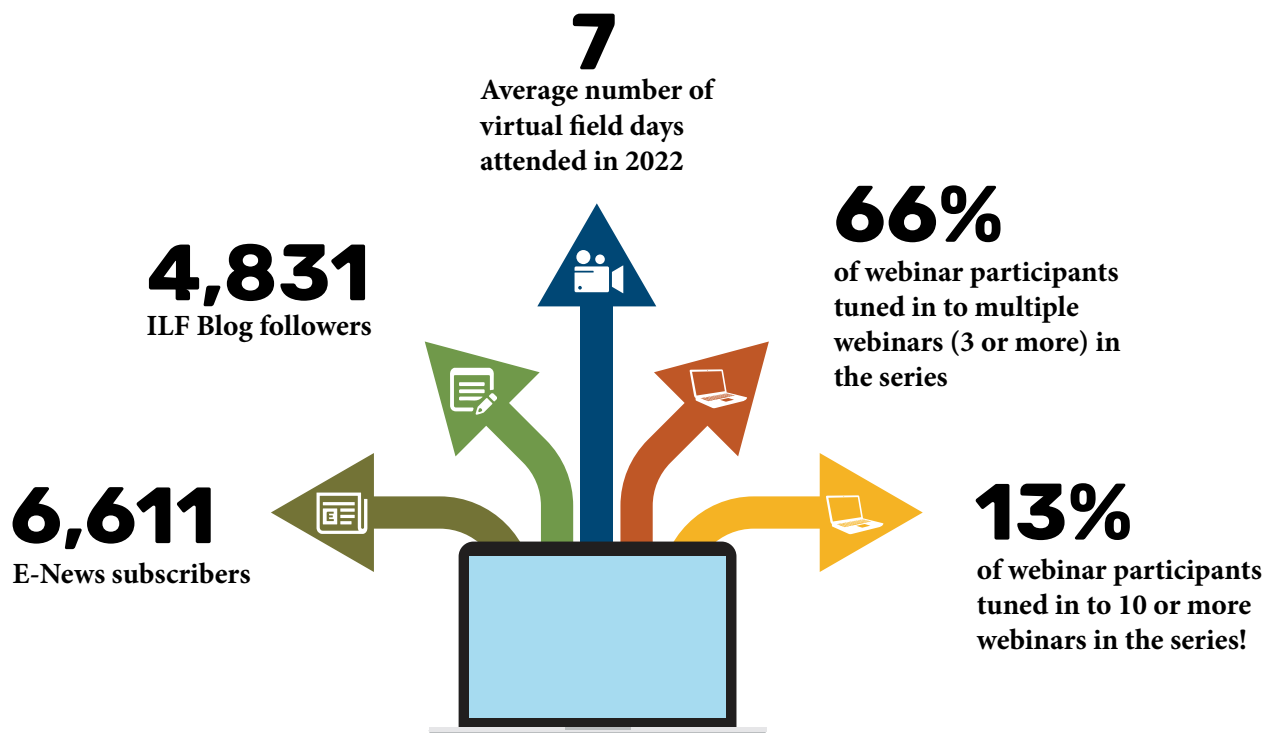 7
Average number of
virtual field days
attended in 2022
66%
of webinar participants
tuned in to multiple
webinars (3 or more) in
the series
4,831
ILF Blog followers
6,611
E-News subscribers
E
13%
of webinar participants
tuned in to 10 or more
webinars in the series!